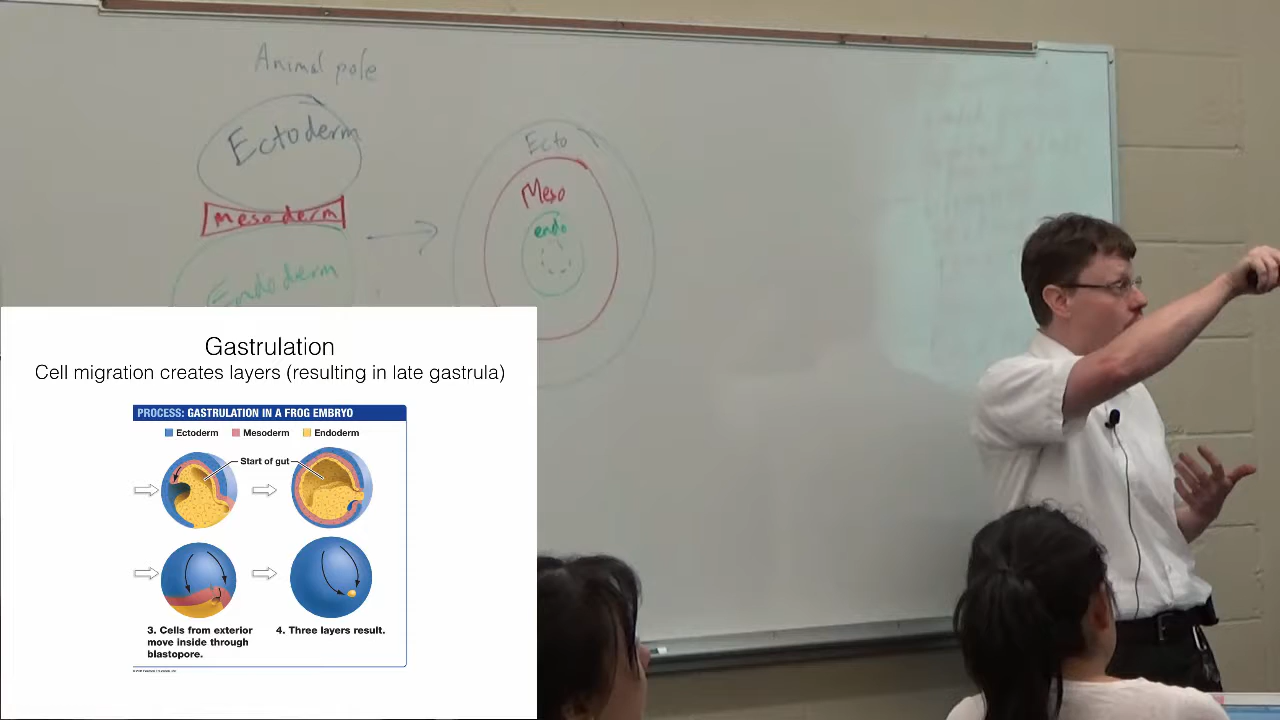 Animal pole
Ectoderm
mesoderm
Endoderm
Ecto
Meso
endo
Gastrulation
Cell migration creates layers (resulting in late gastrula)
PROCESS: GASTRULATION IN A FROG EMBRYO
Ectoderm Mesoderm Endoderm
Start of gut
3. Cells from exterior
move inside through
blastopore.
4. Three layers result.